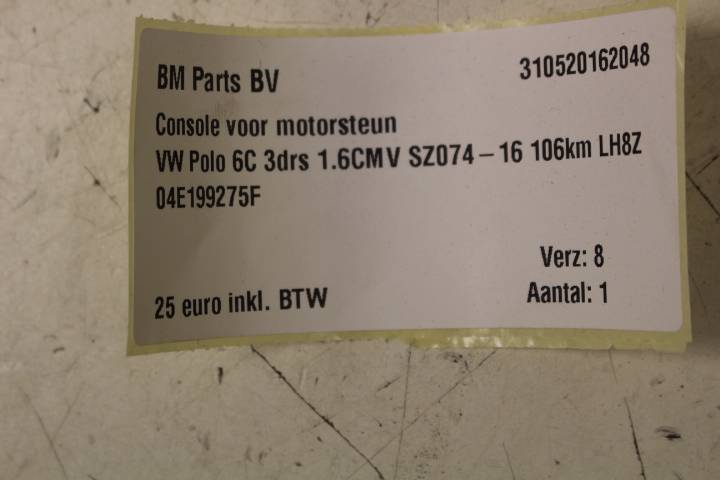 BM Parts BV
310520162048
Console voor motorsteun
VW Polo 6C 3drs 1.6CMV SZ074-16 106km LH8Z
04E199275F
Verz: 8
25 euro inkl. BTW
Aantal: 1